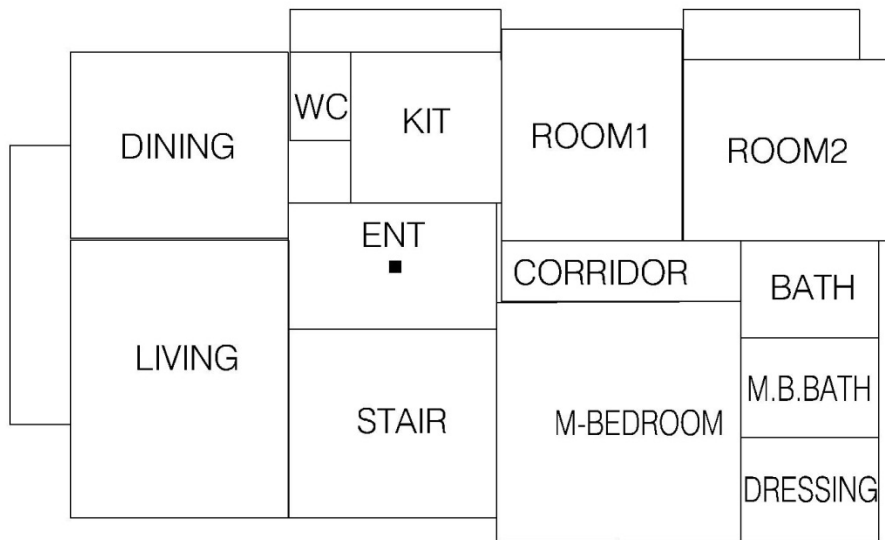 WC
KIT
DINING
ROOM1
ROOM2
ENT
CORRIDOR
BATH
LIVING
M.B.BATH
STAIR
M-BEDROOM
DRESSING